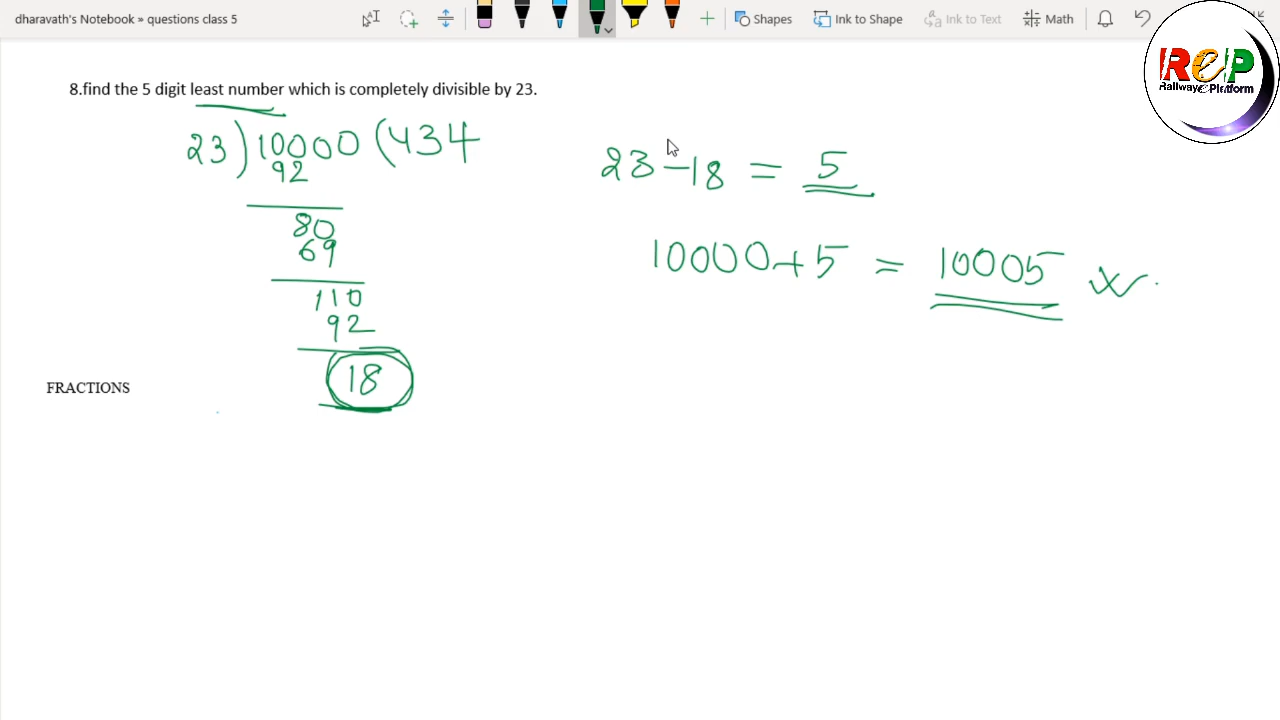 dharavath's Notebook » questions class 5
Shapes
Ink to Shape
Ink to Text
Math
ReP
Railway Platform
8.find the 5 digit least number which is completely divisible by 23.
23 ) 10000 ( 434
92
80
69
110
92
18
23 - 18 = 5
10000 + 5 = 10005
FRACTIONS